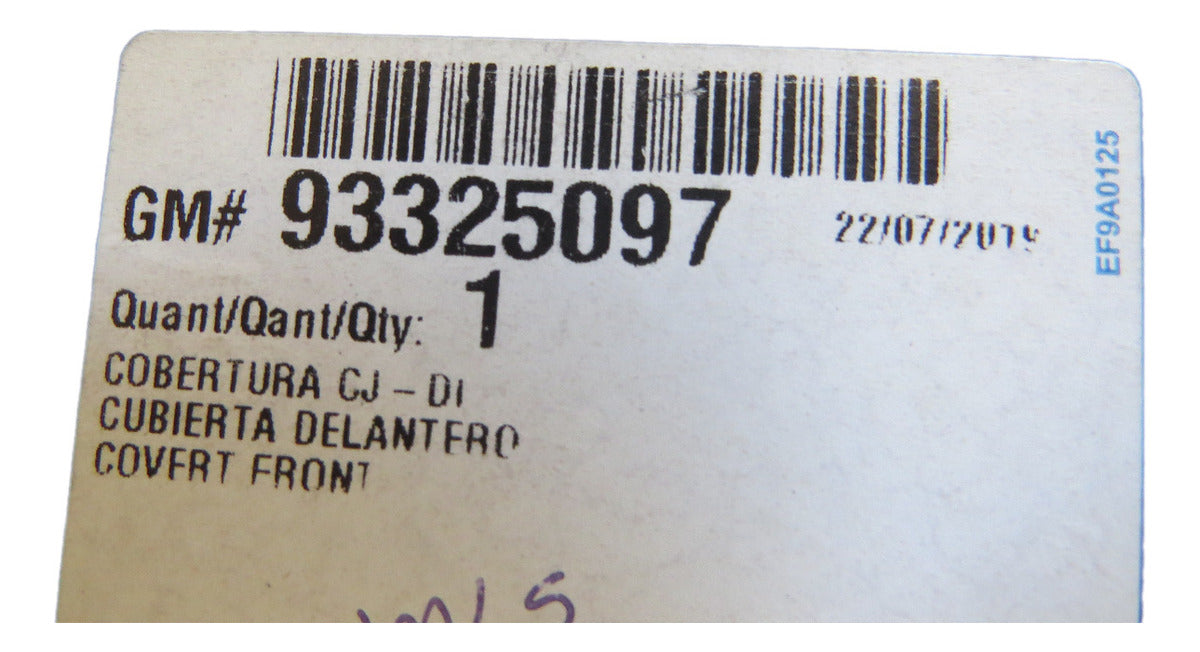 GM# 93325097
22/07/2019
Quant/Qant/Qty: 1
COBERTURA CJ - DI
CUBIERTA DELANTERO
COVERT FRONT
EF9A0125